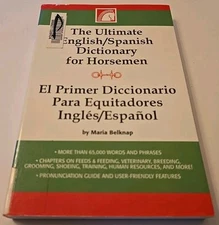 The Ultimate
English/Spanish
Dictionary
for Horsemen
El Primer Diccionario
Para Equitadores
Inglés/Español
by Maria Belknap
• MORE THAN 65,000 WORDS AND PHRASES
• CHAPTERS ON FEEDS & FEEDING, VETERINARY, BREEDING,
GROOMING, SHOEING, TRAINING, HUMAN RESOURCES, AND MORE!
• PRONUNCIATION GUIDE AND USER-FRIENDLY FEATURES